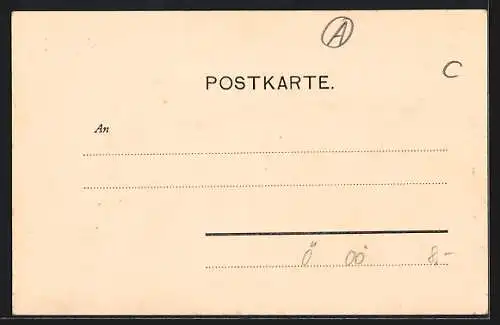 A
C
POSTKARTE.
An
Ö 00 8,-